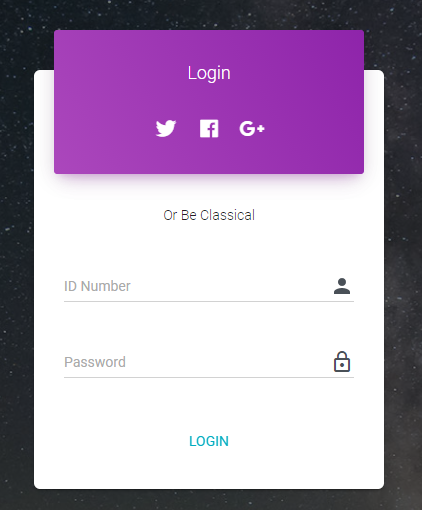 Login
Or Be Classical
ID Number
Password
LOGIN